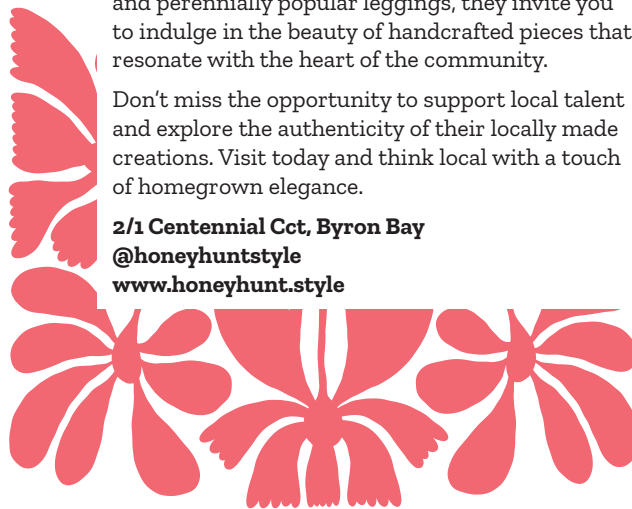 and perennially popular leggings, they invite you
to indulge in the beauty of handcrafted pieces that
resonate with the heart of the community.
Don’t miss the opportunity to support local talent
and explore the authenticity of their locally made
creations. Visit today and think local with a touch
of homegrown elegance.
2/1 Centennial Cct, Byron Bay
@honeyhuntstyle
www.honeyhunt.style